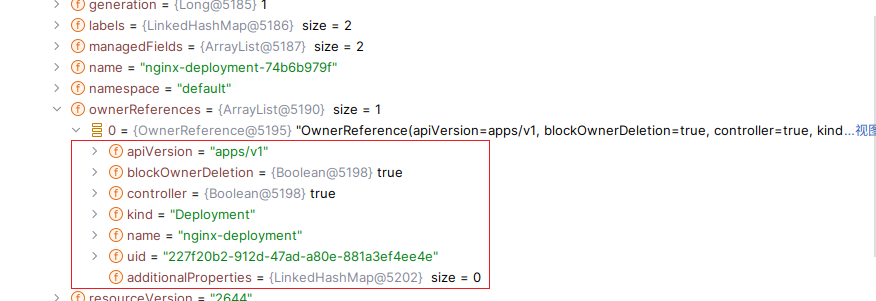 generation = {Long@5185} 1
labels = {LinkedHashMap@5186} size = 2
managedFields = {ArrayList@5187} size = 2
name = "nginx-deployment-74b6b979f"
namespace = "default"
ownerReferences = {ArrayList@5190} size = 1
0 = {OwnerReference@5195} "OwnerReference(apiVersion=apps/v1, blockOwnerDeletion=true, controller=true, kind...视图
apiVersion = "apps/v1"
blockOwnerDeletion = {Boolean@5198} true
controller = {Boolean@5198} true
kind = "Deployment"
name = "nginx-deployment"
uid = "227f20b2-912d-47ad-a80e-881a3ef4ee4e"
additionalProperties = {LinkedHashMap@5202} size = 0
resourceVersion = "2644"